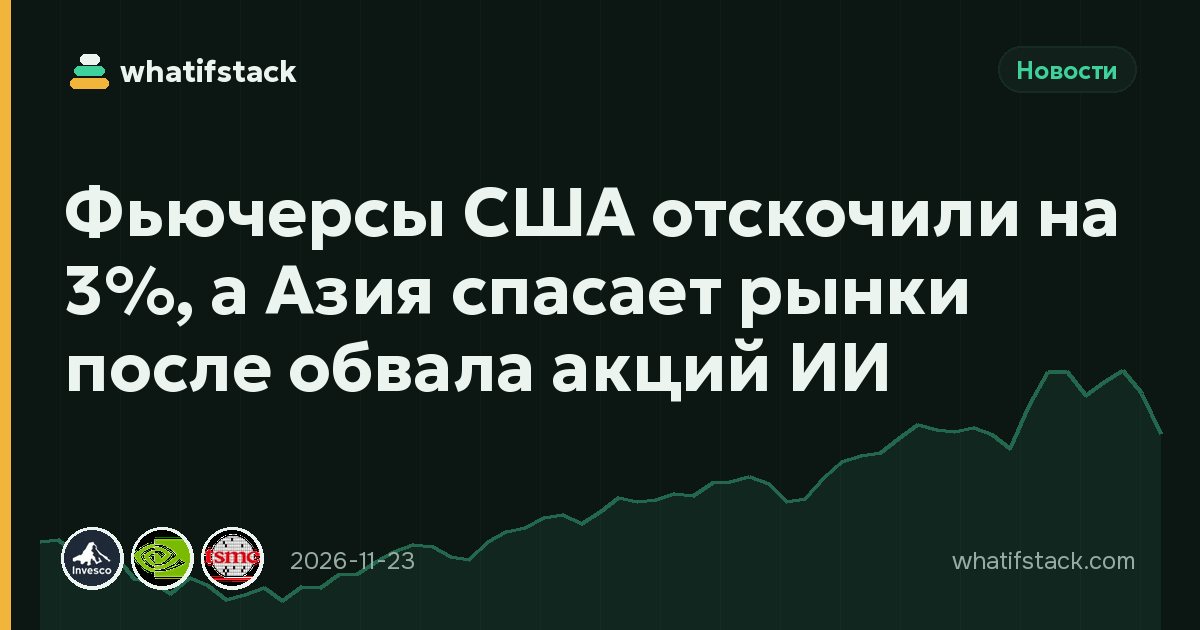 whatifstack
Новости
Фьючерсы США отскочили на
3%, а Азия спасает рынки
после обвала акций ИИ
Invesco
tsmc
2026-11-23
whatifstack.com